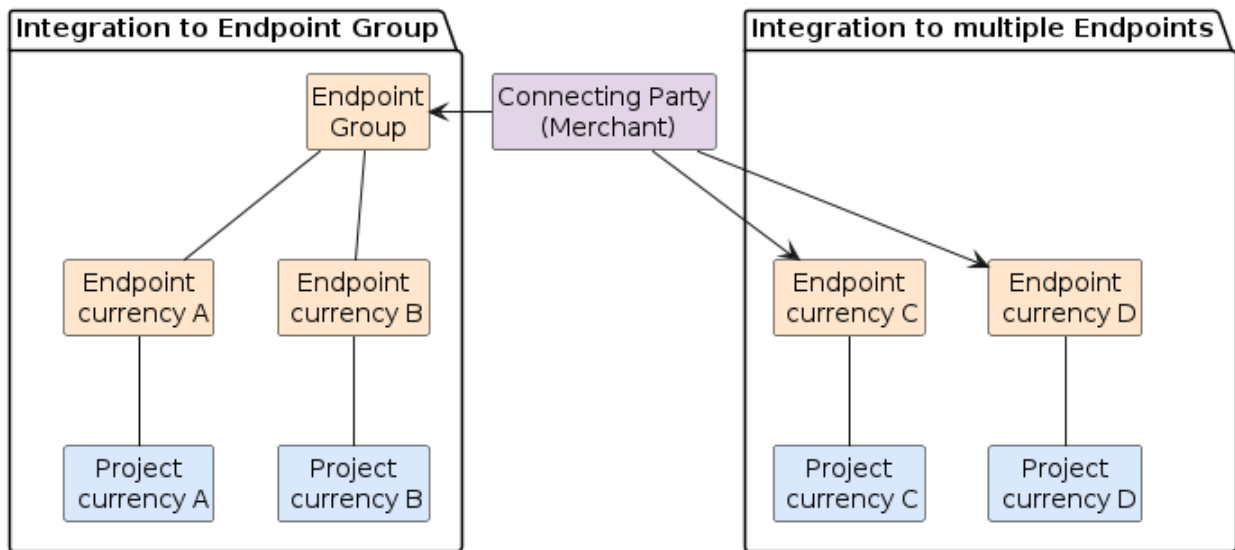 Integration to Endpoint Group
Integration to multiple Endpoints
Endpoint
Group
Connecting Party
(Merchant)
Endpoint
currency A
Endpoint
currency B
Endpoint
currency C
Endpoint
currency D
Project
currency A
Project
currency B
Project
currency C
Project
currency D